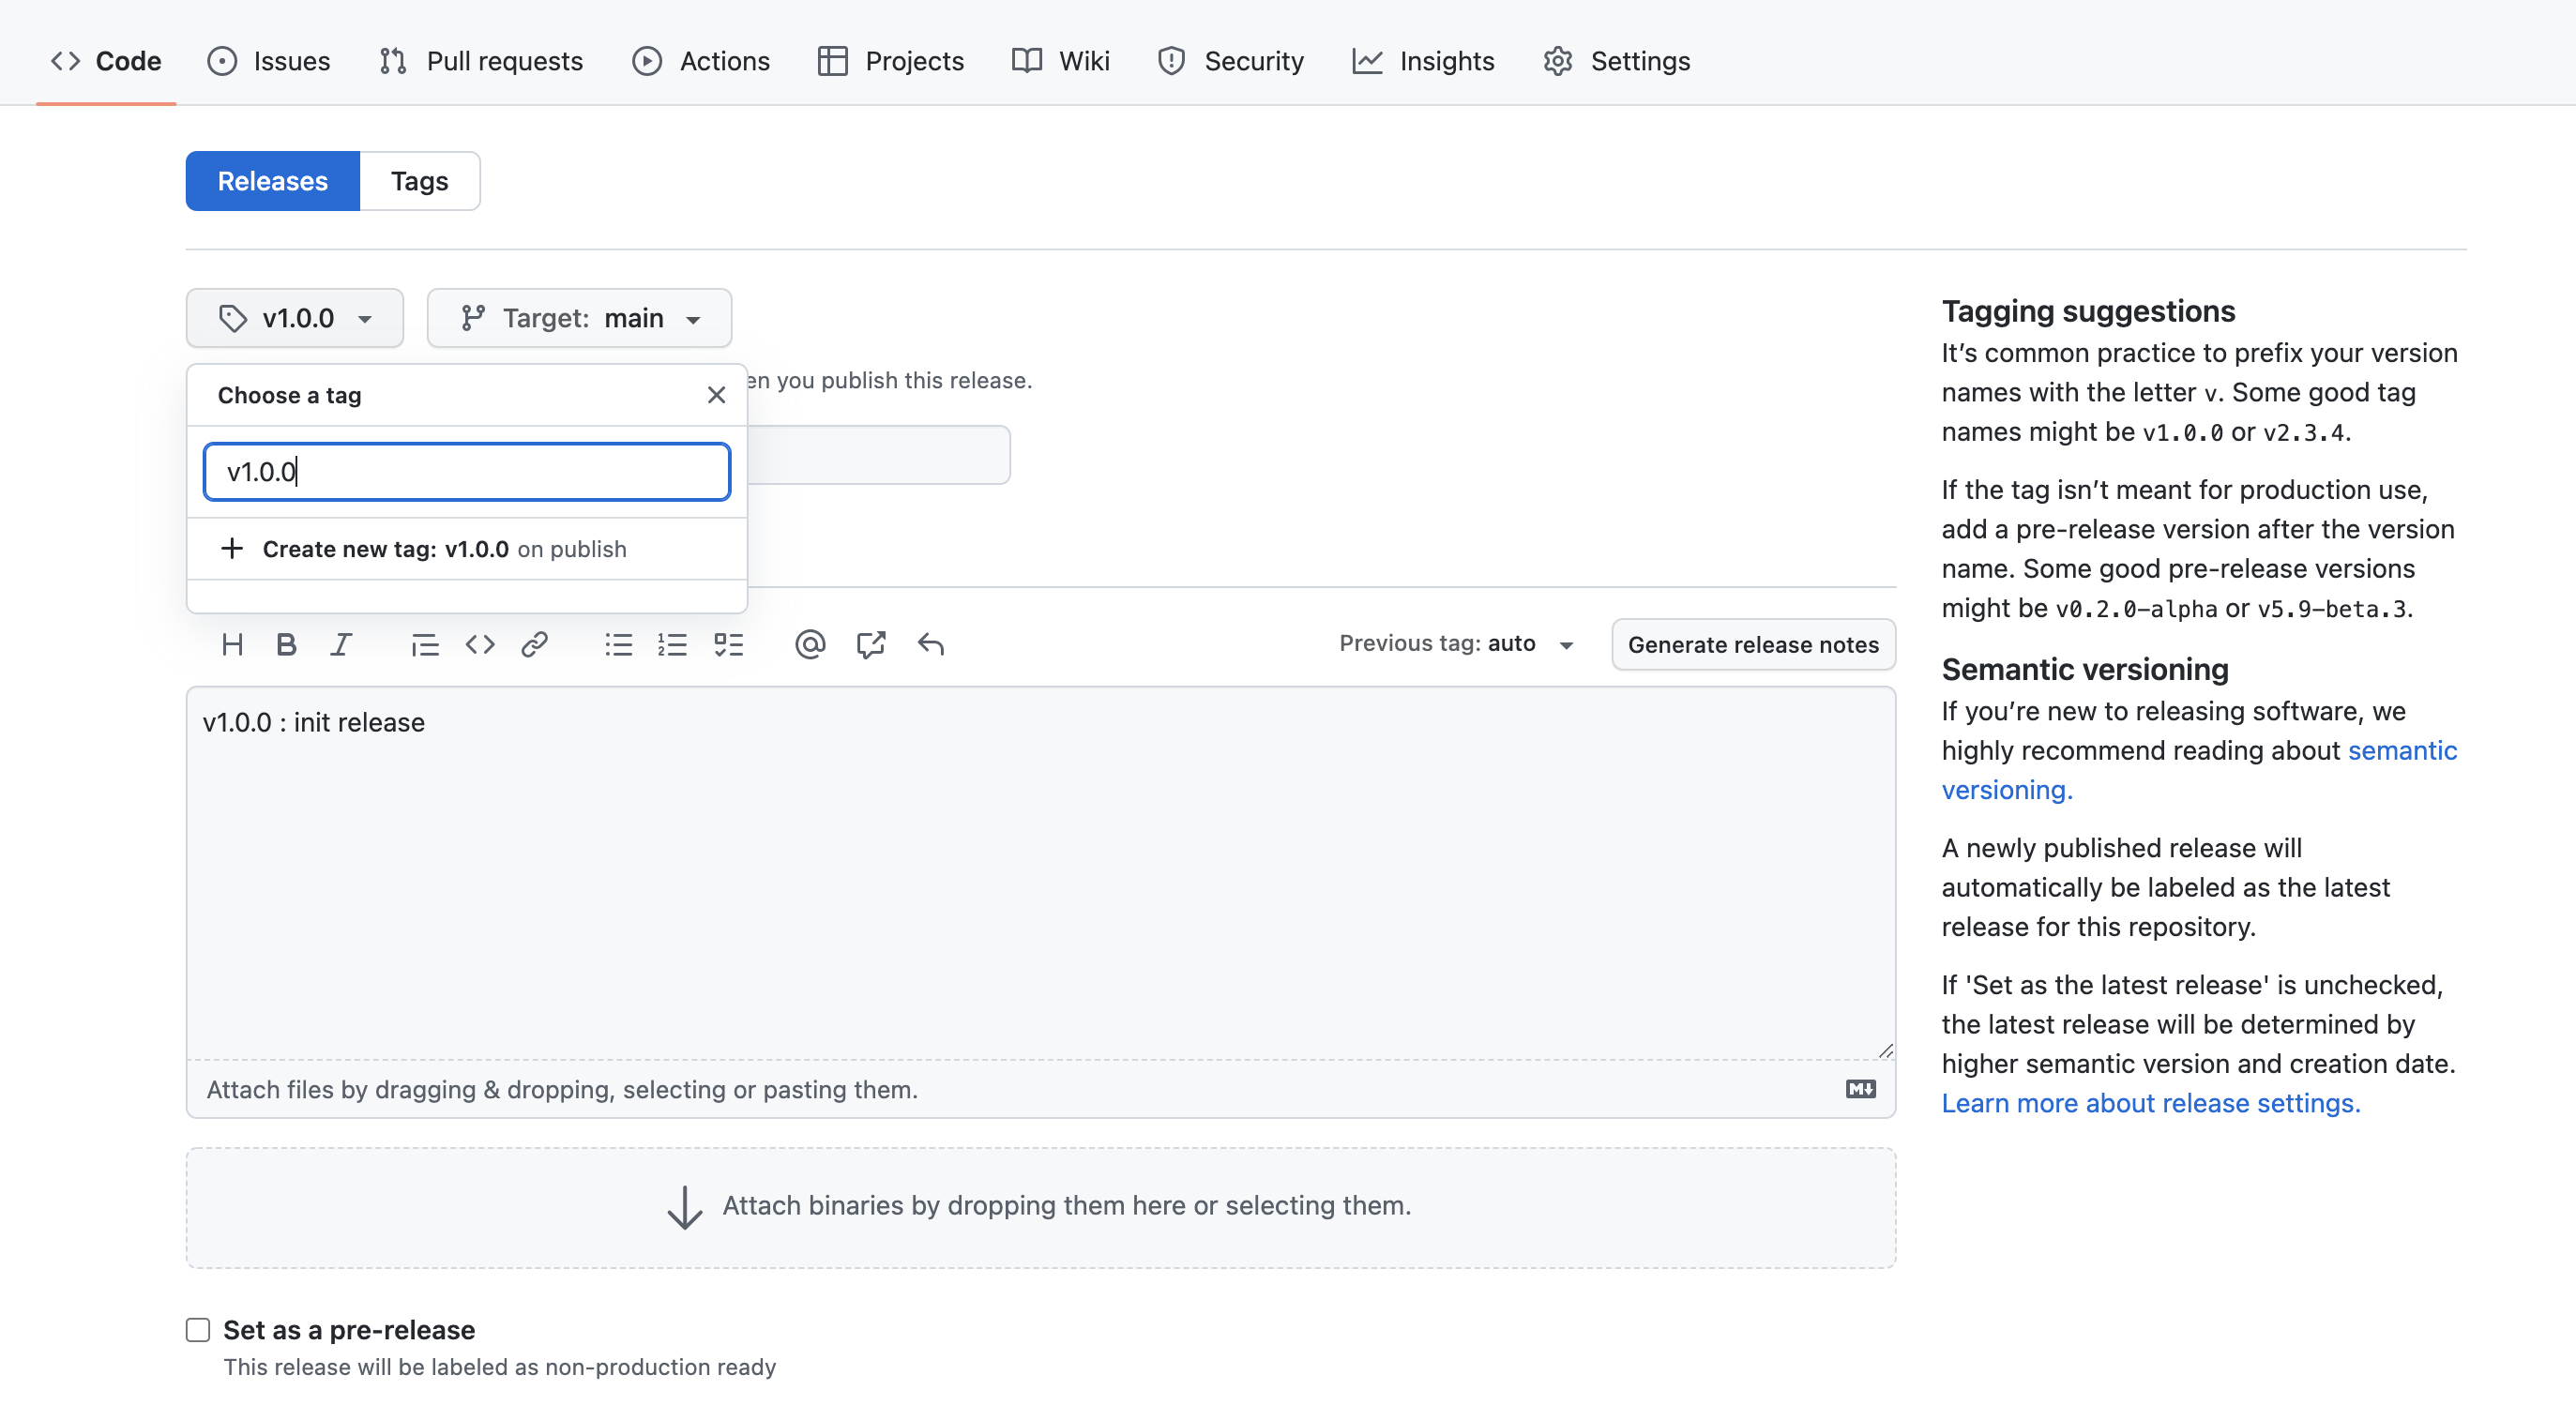 Code Issues Pull requests Actions Projects Wiki Security Insights Settings
Releases Tags
v1.0.0 Target: main
Choose a tag
you publish this release.
v1.0.0
Create new tag: v1.0.0 on publish
H B I
Previous tag: auto Generate release notes
v1.0.0 : init release
Attach files by dragging & dropping, selecting or pasting them.
M
Attach binaries by dropping them here or selecting them.
Set as a pre-release
This release will be labeled as non-production ready
Tagging suggestions
It’s common practice to prefix your version
names with the letter v. Some good tag
names might be v1.0.0 or v2.3.4.
If the tag isn’t meant for production use,
add a pre-release version after the version
name. Some good pre-release versions
might be v0.2.0-alpha or v5.9-beta.3.
Semantic versioning
If you’re new to releasing software, we
highly recommend reading about semantic
versioning.
A newly published release will
automatically be labeled as the latest
release for this repository.
If 'Set as the latest release' is unchecked,
the latest release will be determined by
higher semantic version and creation date.
Learn more about release settings.